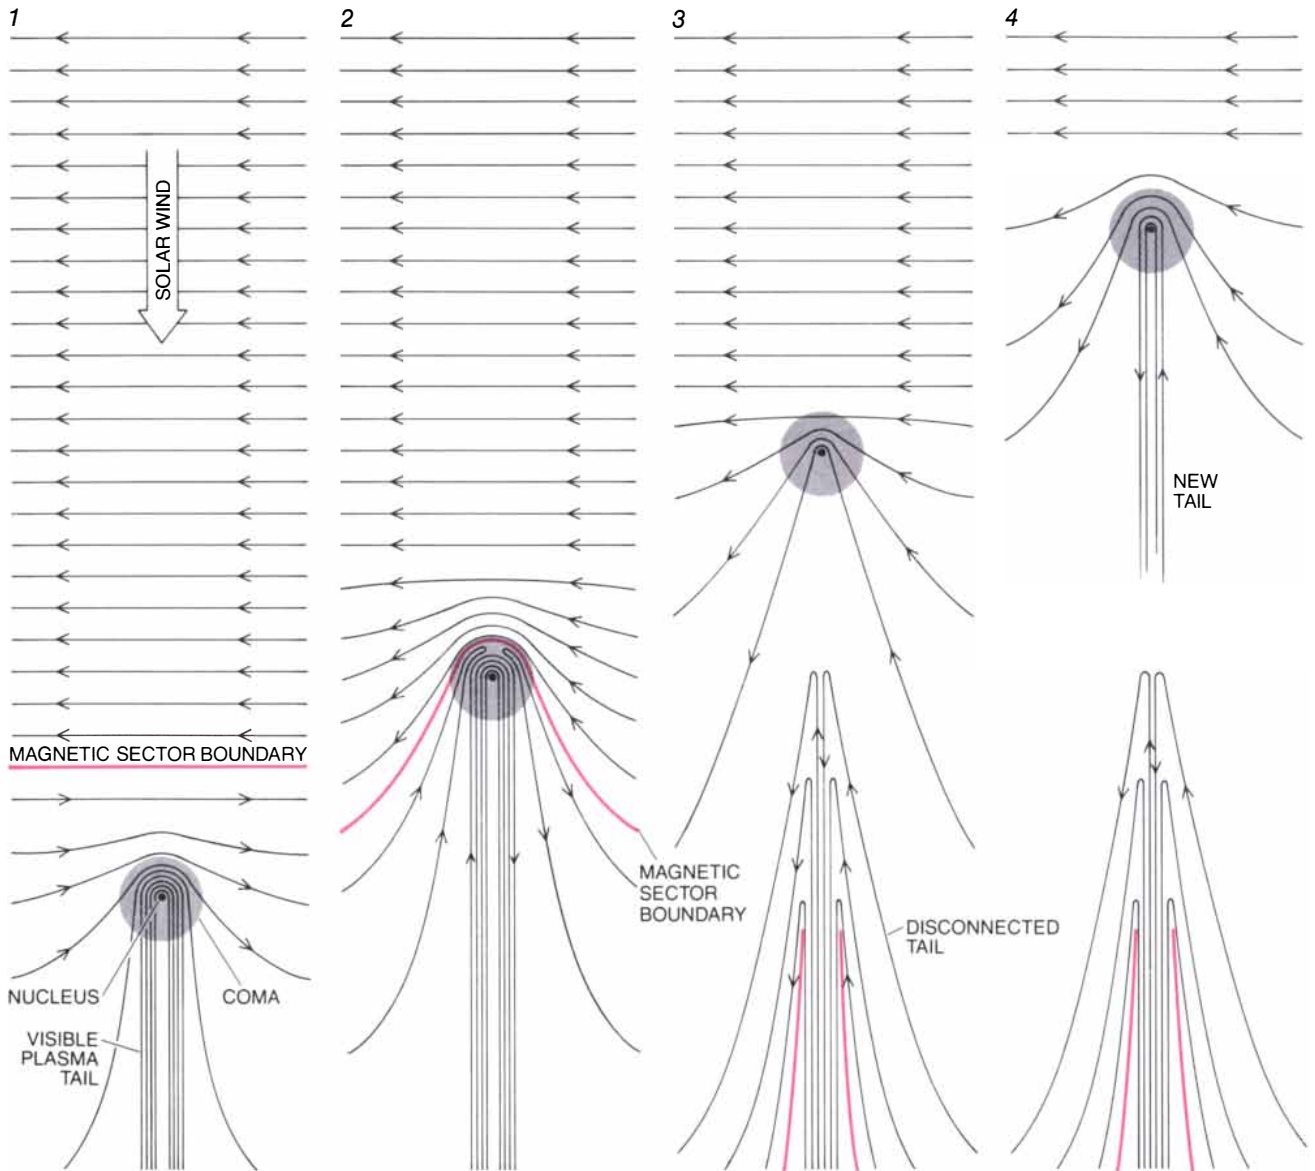 1
2
3
4
SOLAR WIND
MAGNETIC SECTOR BOUNDARY
NUCLEUS
COMA
VISIBLE
PLASMA
TAIL
MAGNETIC
SECTOR
BOUNDARY
DISCONNECTED
TAIL
NEW
TAIL